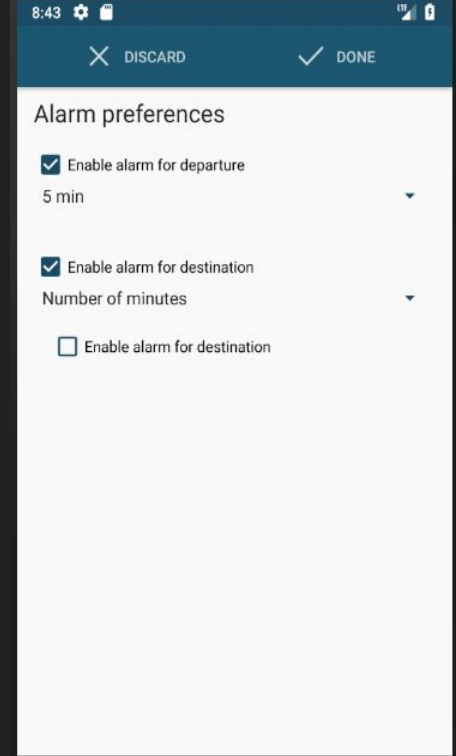 8:43
LTE
DISCARD DONE
Alarm preferences
Enable alarm for departure
5 min
Enable alarm for destination
Number of minutes
Enable alarm for destination